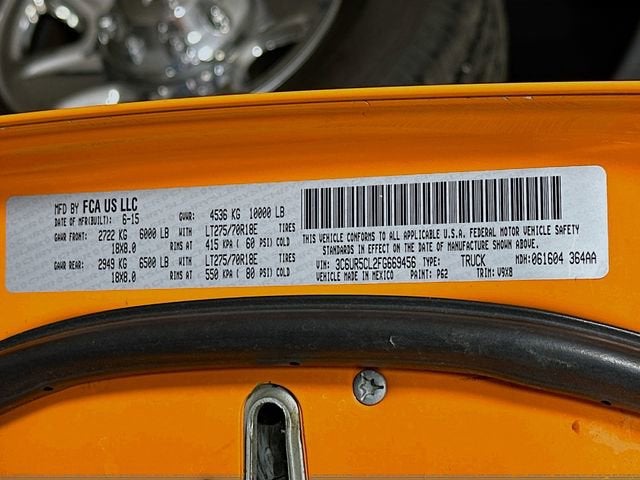 MFD BY FCA US LLC
DATE OF MFR(BUILT): 6-15 GVWR: 4536 KG 10000 LB
GAWR FRONT: 2722 KG 6000 LB WITH LT275/70R18E TIRES
18X8.0 RIMS AT 415 KPA ( 60 PSI) COLD
GAWR REAR: 2949 KG 6500 LB WITH LT275/70R18E TIRES
18X8.0 RIMS AT 550 KPA ( 80 PSI) COLD
THIS VEHICLE CONFORMS TO ALL APPLICABLE U.S.A. FEDERAL MOTOR VEHICLE SAFETY
STANDARDS IN EFFECT ON THE DATE OF MANUFACTURE SHOWN ABOVE.
VIN: 3C6UR5CL2FG669456 TYPE: TRUCK MDH: 061604 364AA
VEHICLE MADE IN MEXICO PAINT: P62 TRIM: V9X8